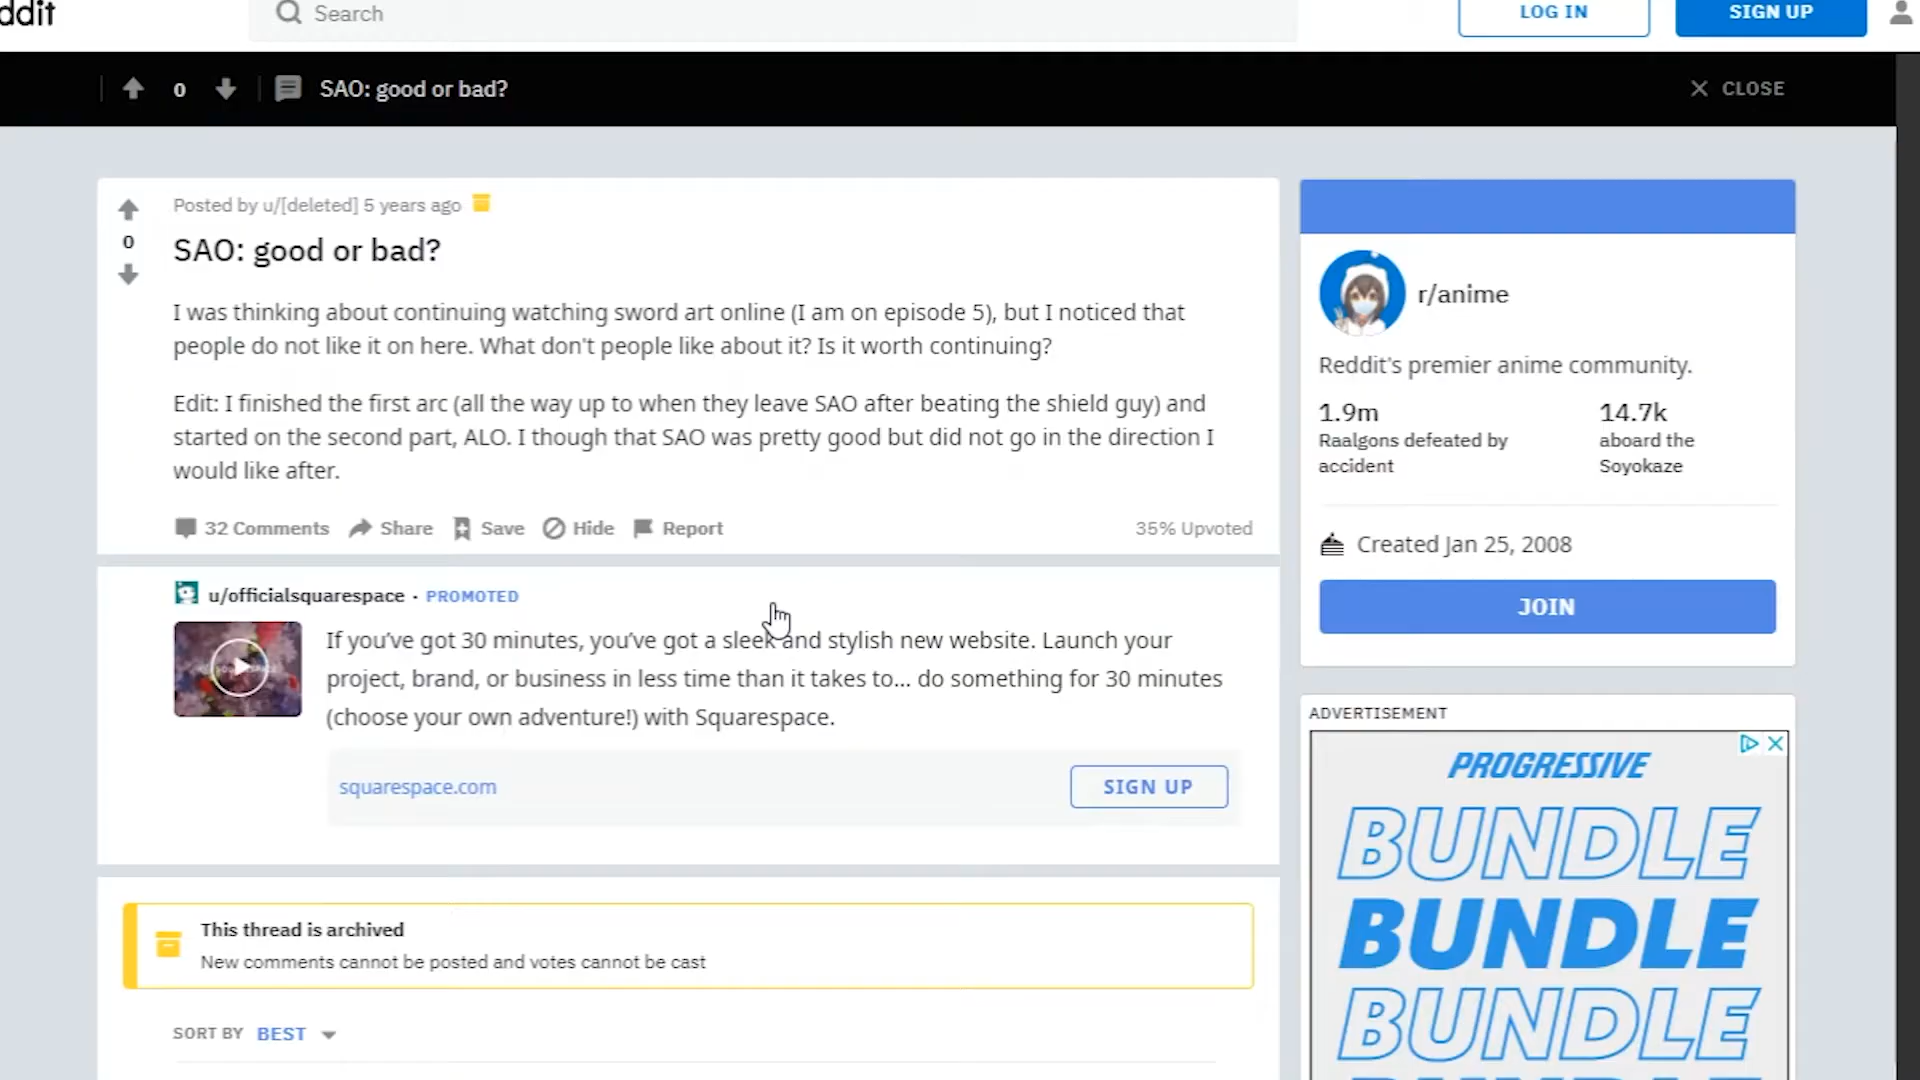 ddit
Search
LOG IN
SIGN UP
0
SAO: good or bad?
CLOSE
Posted by u/[deleted] 5 years ago
0
SAO: good or bad?
I was thinking about continuing watching sword art online (I am on episode 5), but I noticed that
people do not like it on here. What don't people like about it? Is it worth continuing?
Edit: I finished the first arc (all the way up to when they leave SAO after beating the shield guy) and
started on the second part, ALO. I though that SAO was pretty good but did not go in the direction I
would like after.
32 Comments Share Save Hide Report 35% Upvoted
u/officialsquarespace · PROMOTED
If you've got 30 minutes, you've got a sleek and stylish new website. Launch your
project, brand, or business in less time than it takes to... do something for 30 minutes
(choose your own adventure!) with Squarespace.
squarespace.com
SIGN UP
This thread is archived
New comments cannot be posted and votes cannot be cast
SORT BY BEST
r/anime
Reddit's premier anime community.
1.9m 14.7k
Raalgons defeated by aboard the
accident Soyokaze
Created Jan 25, 2008
JOIN
ADVERTISEMENT
PROGRESSIVE
BUNDLE
BUNDLE
BUNDLE